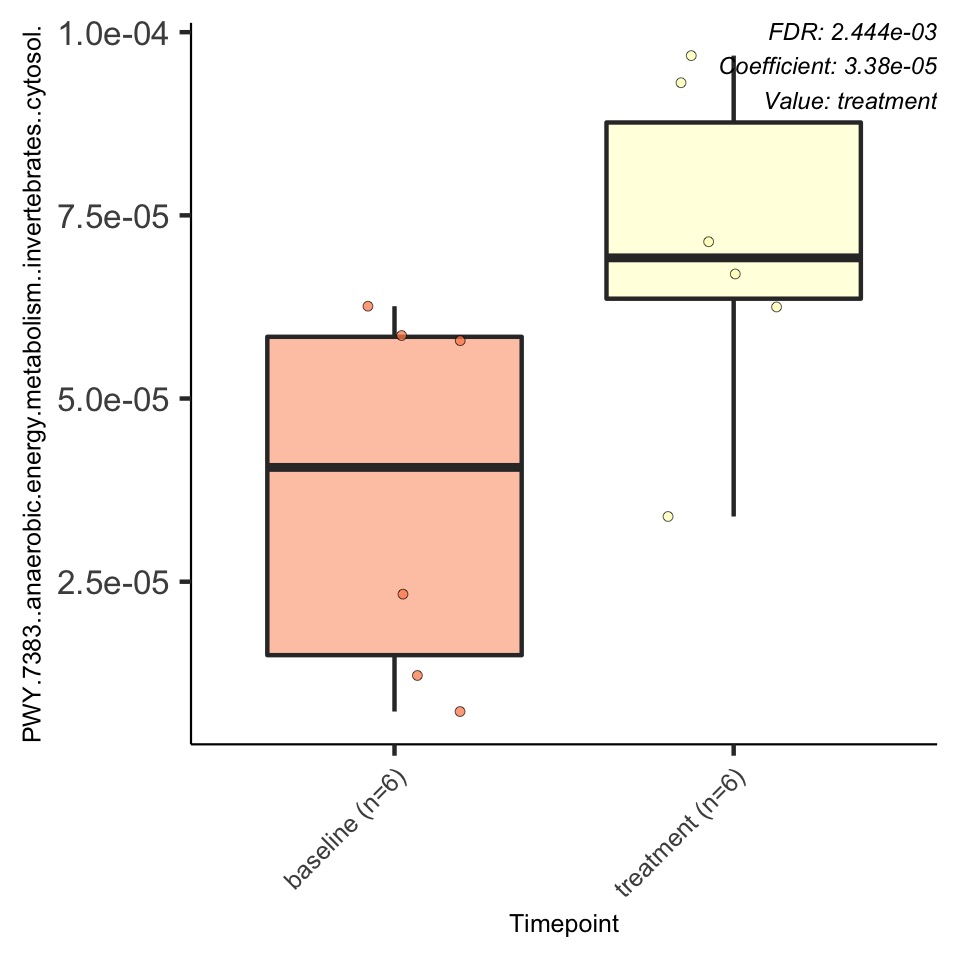 PWY.7383..anaerobic.energy.metabolism..invertebrates..cytosol.
1.0e-04
7.5e-05
5.0e-05
2.5e-05
FDR: 2.444e-03
Coefficient: 3.38e-05
Value: treatment
baseline (n=6)
treatment (n=6)
Timepoint